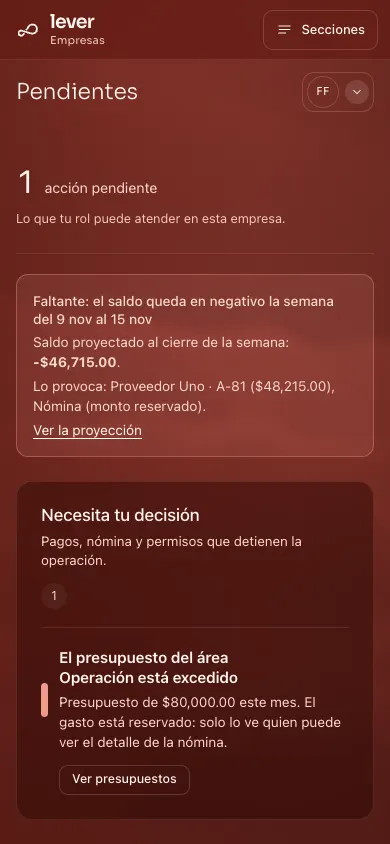 lever
Empresas
Secciones
Pendientes
FF
1 acción pendiente
Lo que tu rol puede atender en esta empresa.
Faltante: el saldo queda en negativo la semana
del 9 nov al 15 nov
Saldo proyectado al cierre de la semana:
-$46,715.00.
Lo provoca: Proveedor Uno · A-81 ($48,215.00),
Nómina (monto reservado).
Ver la proyección
Necesita tu decisión
Pagos, nómina y permisos que detienen la
operación.
1
El presupuesto del área
Operación está excedido
Presupuesto de $80,000.00 este mes. El
gasto está reservado: solo lo ve quien puede
ver el detalle de la nómina.
Ver presupuestos